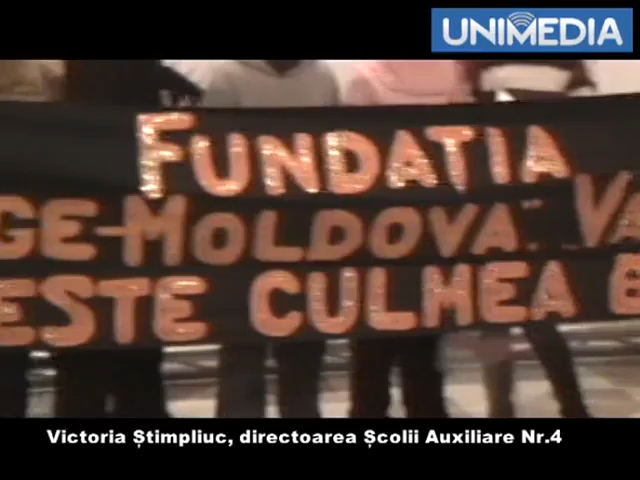 UNIMEDIA
FUNDATIA
GE-MOLDOVA" VA
ESTE CULMEA
Victoria Știmpliuc, directoarea Școlii Auxiliare Nr.4